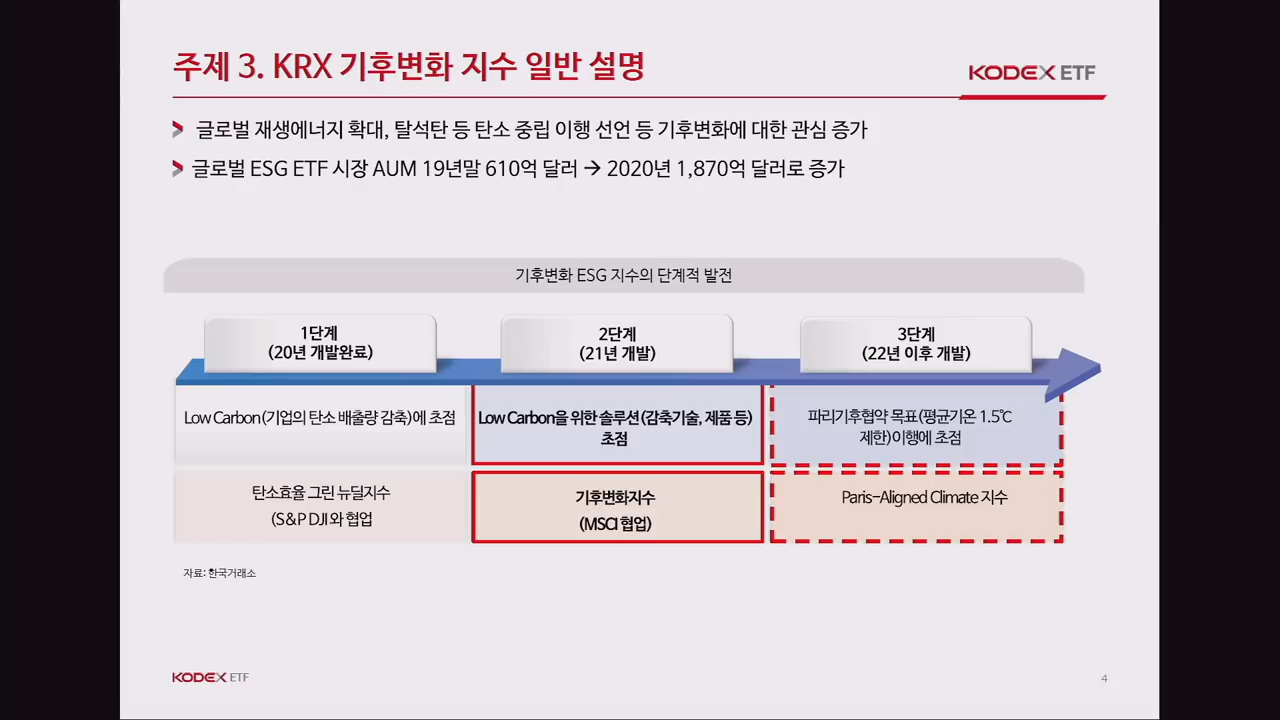 주제 3. KRX 기후변화 지수 일반 설명
KODEX ETF
글로벌 재생에너지 확대, 탈석탄 등 탄소 중립 이행 선언 등 기후변화에 대한 관심 증가
글로벌 ESG ETF 시장 AUM 19년말 610억 달러 → 2020년 1,870억 달러로 증가
기후변화 ESG 지수의 단계적 발전
1단계
(20년 개발완료)
2단계
(21년 개발)
3단계
(22년 이후 개발)
Low Carbon(기업의 탄소 배출량 감축)에 초점
Low Carbon을 위한 솔루션(감축기술, 제품 등)
초점
파리기후협약 목표(평균기온 1.5℃
제한)이행에 초점
탄소효율 그린 뉴딜지수
(S&P DJI와 협업
기후변화지수
(MSCI 협업)
Paris-Aligned Climate 지수
자료: 한국거래소
KODEX ETF
4